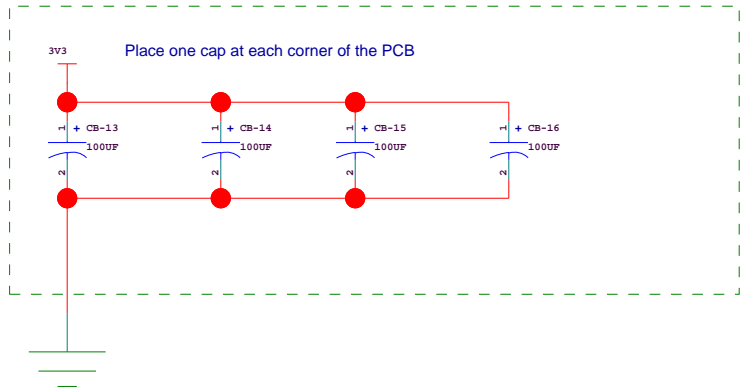 Place one cap at each corner of the PCB
3V3
1 + CB-13 1 + CB-14 1 + CB-15 1 + CB-16
100UF 100UF 100UF 100UF
2 2 2 2